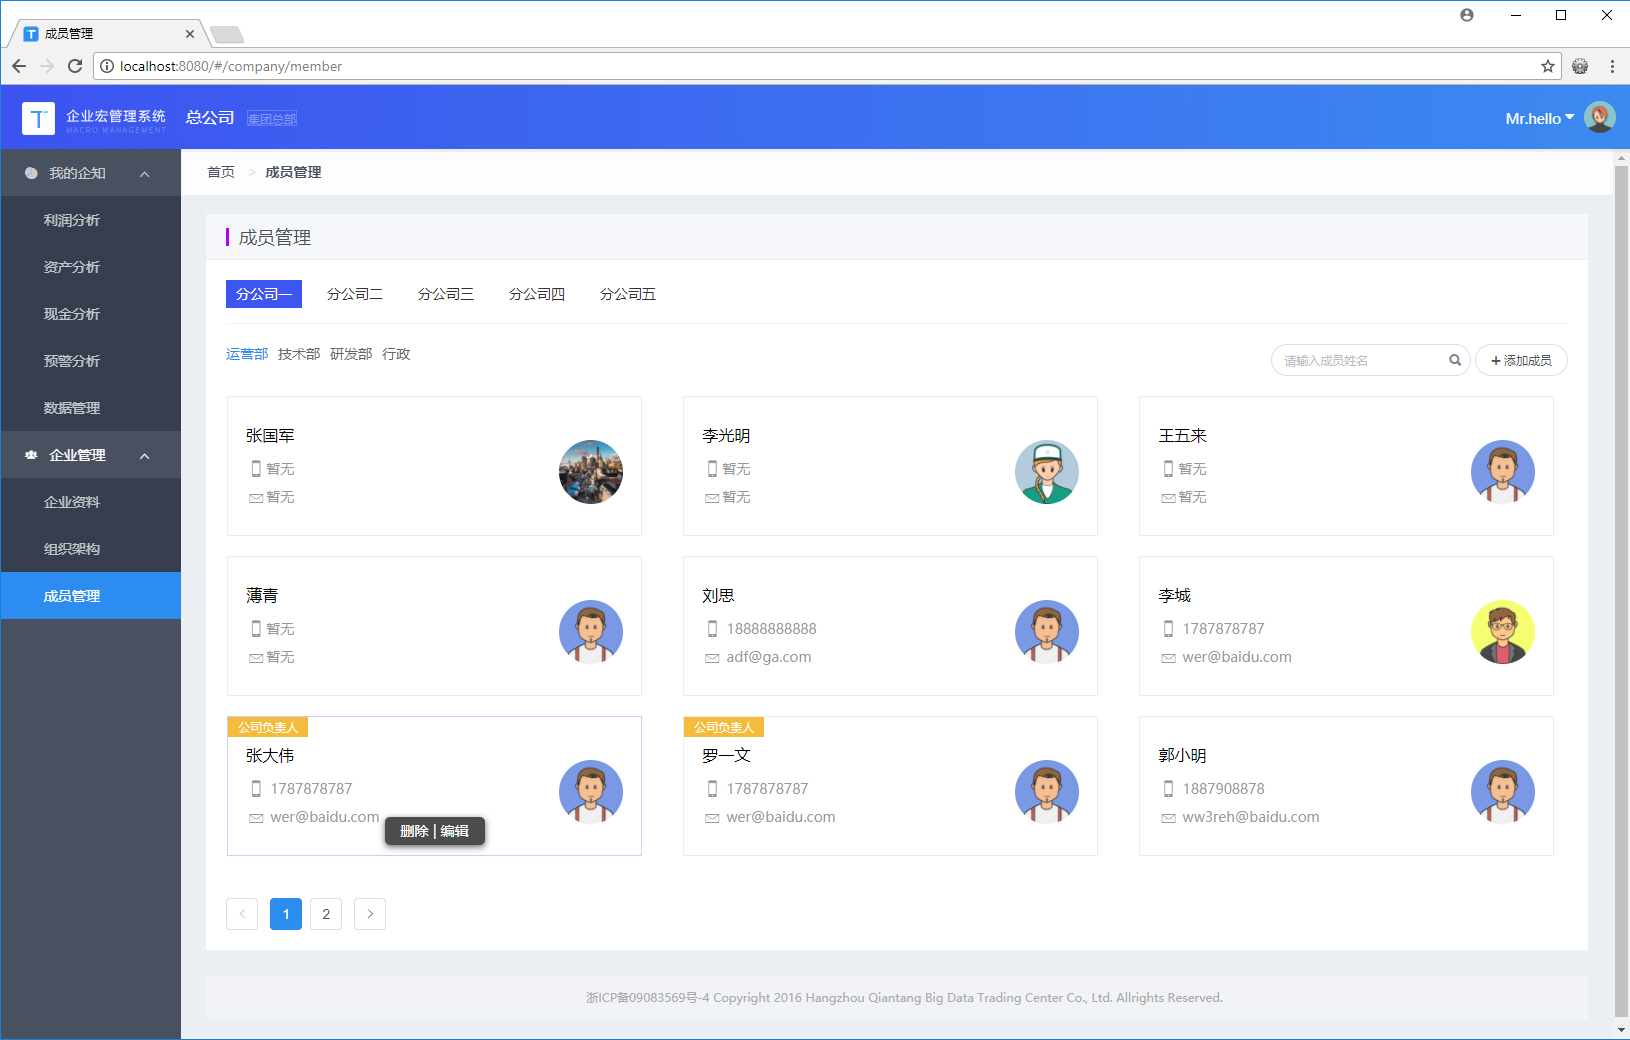 成员管理
localhost:8080/#/company/member
T 企业宏管理系统 总公司 集团总部
MACRO MANAGEMENT
Mr.hello
我的企知
利润分析
资产分析
现金分析
预警分析
数据管理
企业管理
企业资料
组织架构
成员管理
首页 > 成员管理
成员管理
分公司一 分公司二 分公司三 分公司四 分公司五
运营部 技术部 研发部 行政
请输入成员姓名
+ 添加成员
张国军
暂无
暂无
李光明
暂无
暂无
王五来
暂无
暂无
薄青
暂无
暂无
刘思
18888888888
adf@ga.com
李城
1787878787
wer@baidu.com
公司负责人
张大伟
1787878787
wer@baidu.com
删除 | 编辑
公司负责人
罗一文
1787878787
wer@baidu.com
郭小明
1887908878
ww3reh@baidu.com
< 1 2 >
浙ICP备09083569号-4 Copyright 2016 Hangzhou Qiantang Big Data Trading Center Co., Ltd. Allrights Reserved.